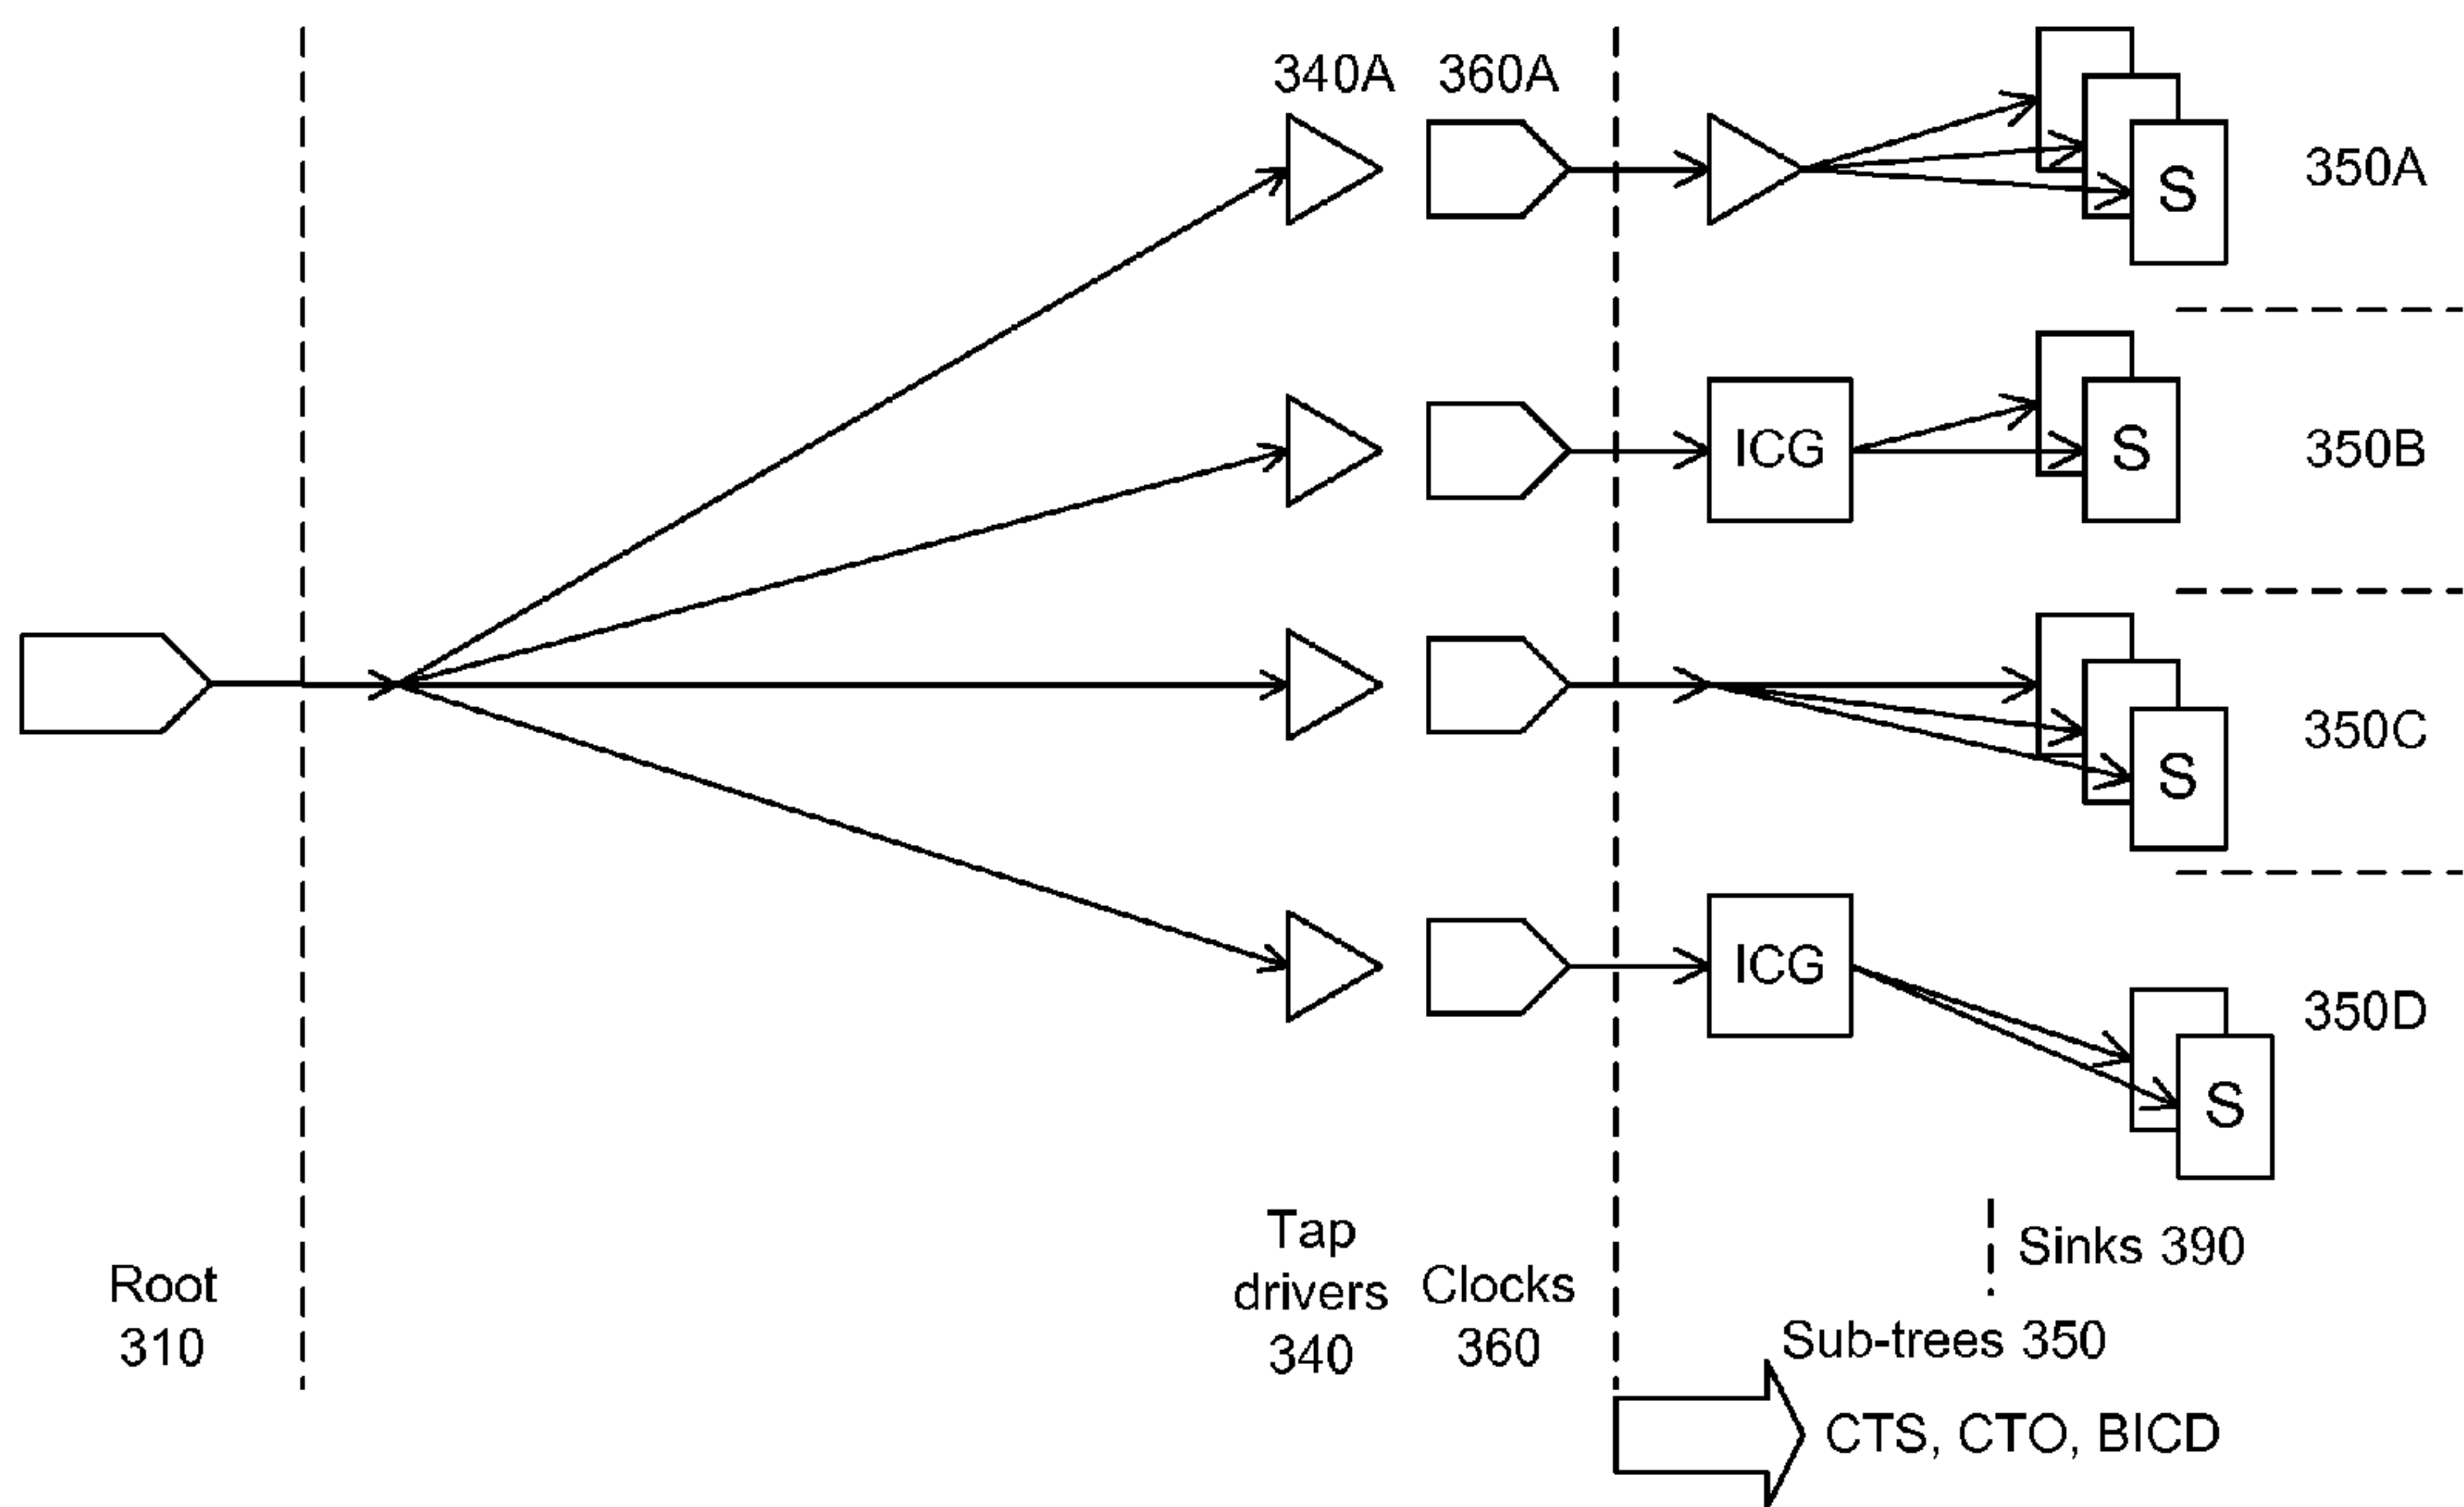 340A 360A
S 350A
ICG S 350B
S 350C
ICG 350D
S
Root
310
Tap
drivers
340
Clocks
360
Sinks 390
Sub-trees 350
CTS, CTO, BICD